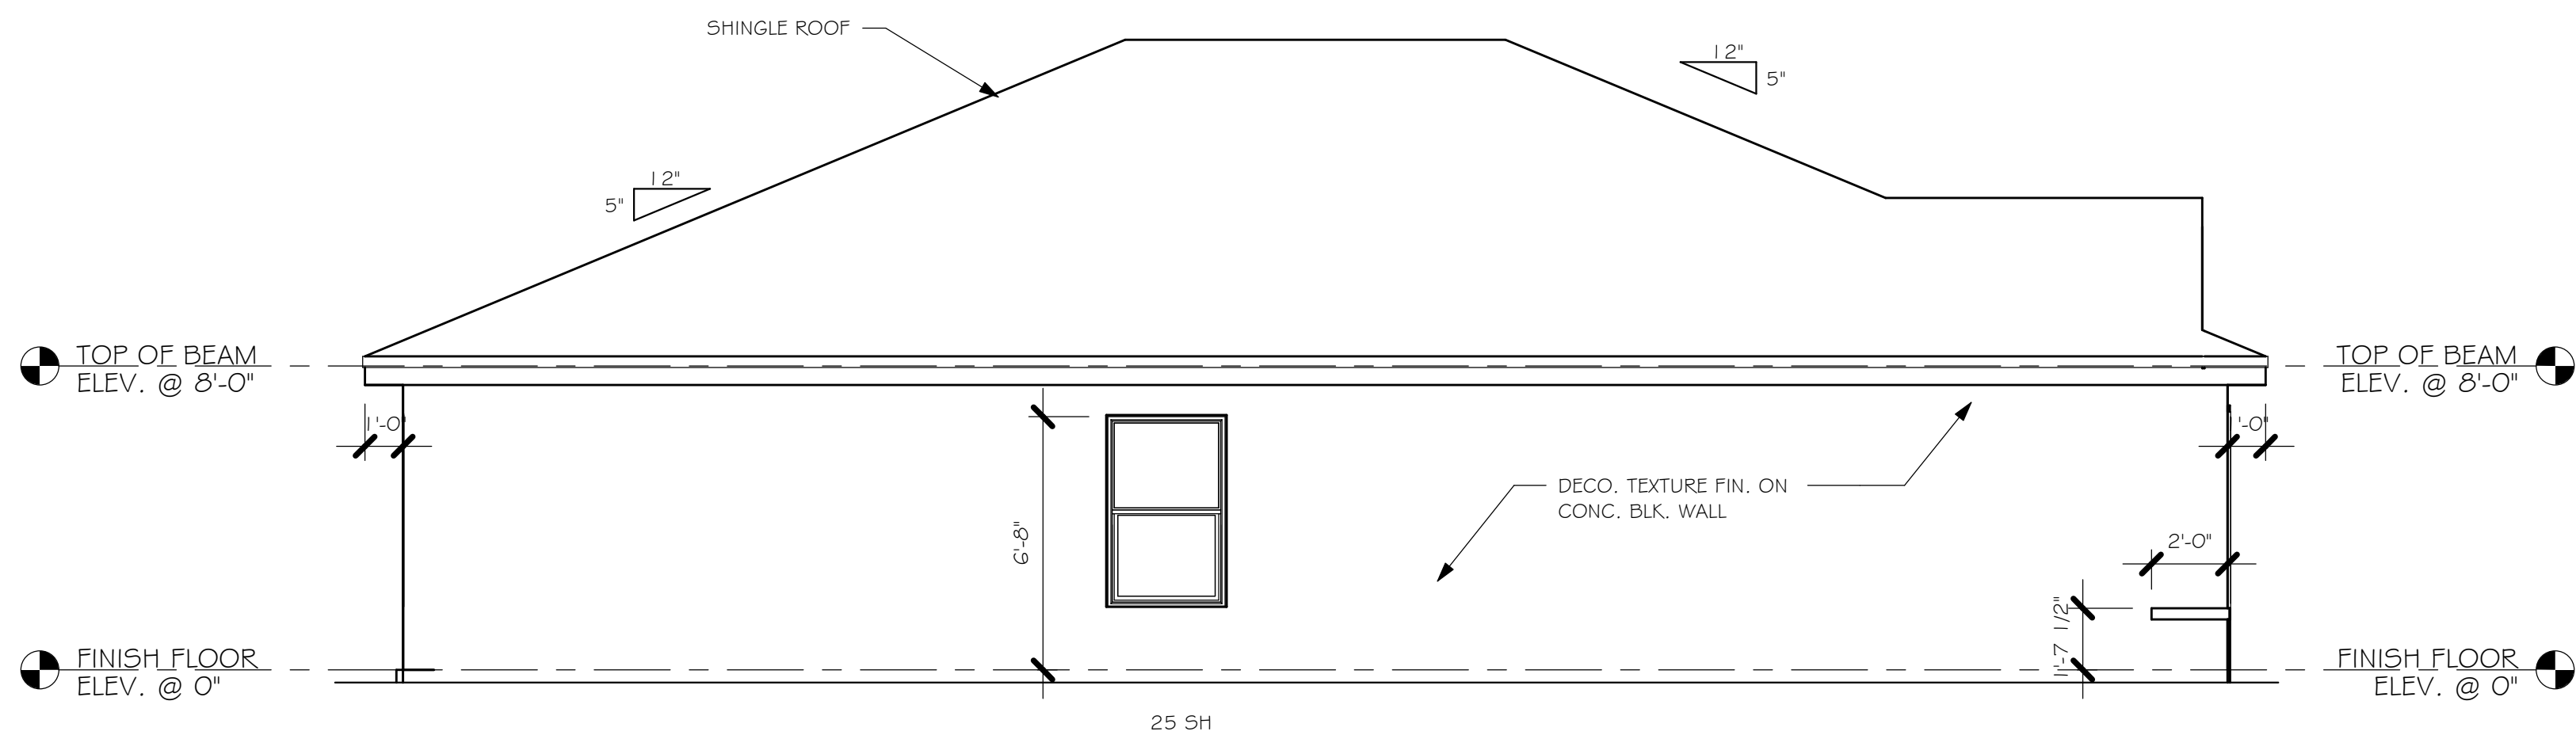 SHINGLE ROOF
12"
5"
12"
5"
TOP OF BEAM
ELEV. @ 8'-0"
TOP OF BEAM
ELEV. @ 8'-0"
1'-0"
'-0"
DECO. TEXTURE FIN. ON
CONC. BLK. WALL
6'-8"
2'-0"
1'-7 1/2"
FINISH FLOOR
ELEV. @ 0"
FINISH FLOOR
ELEV. @ 0"
25 SH